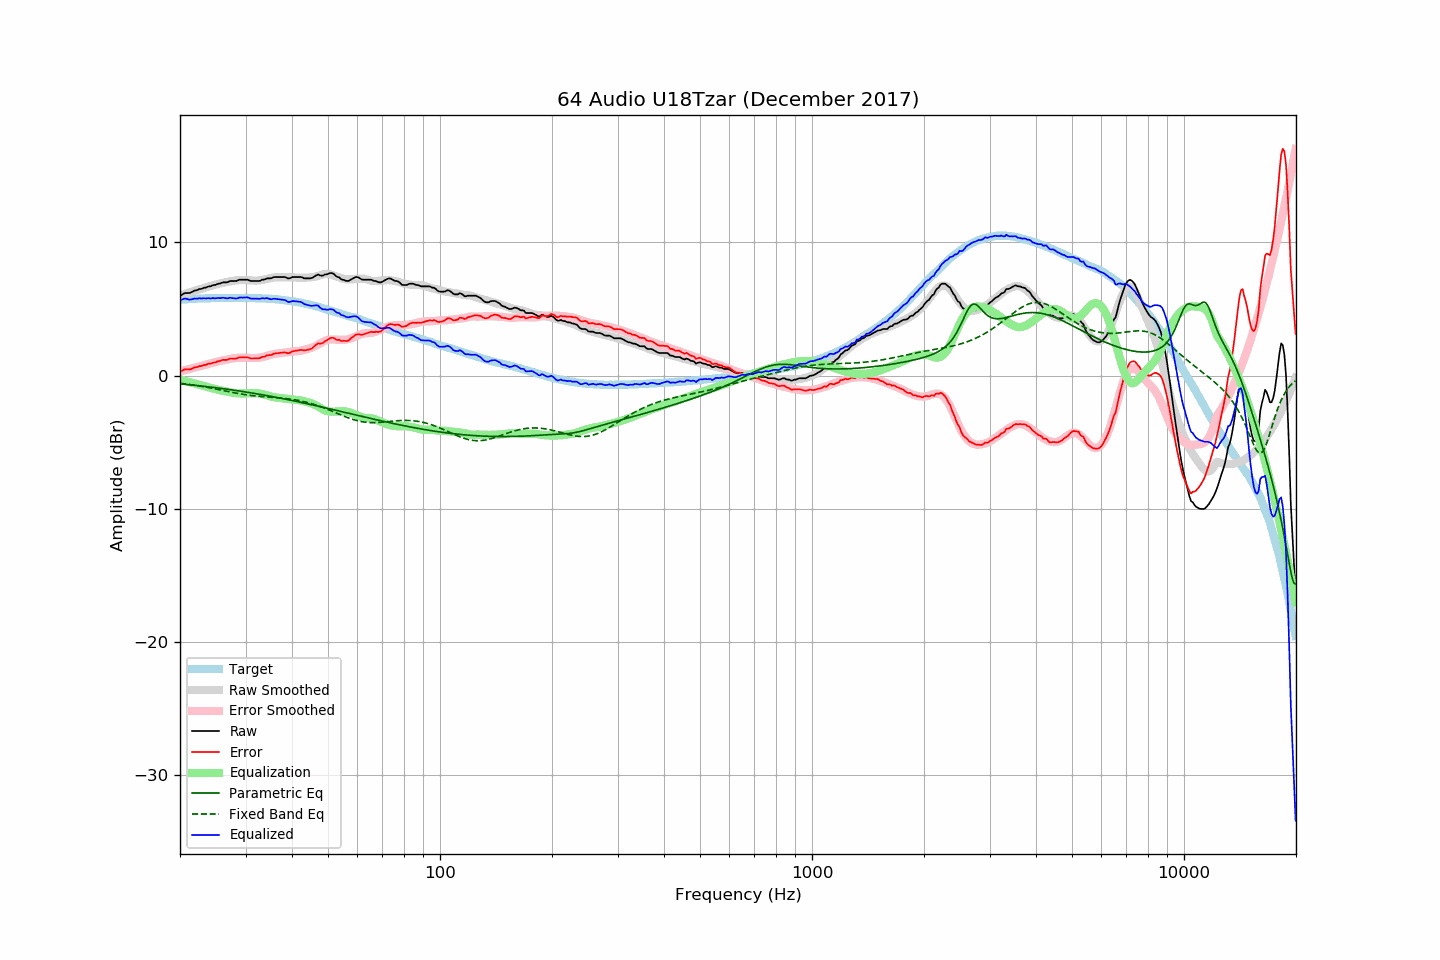 64 Audio U18Tzar (December 2017)
10
0
−10
−20
−30
Amplitude (dBr)
Target
Raw Smoothed
Error Smoothed
Raw
Error
Equalization
Parametric Eq
Fixed Band Eq
Equalized
100
1000
10000
Frequency (Hz)